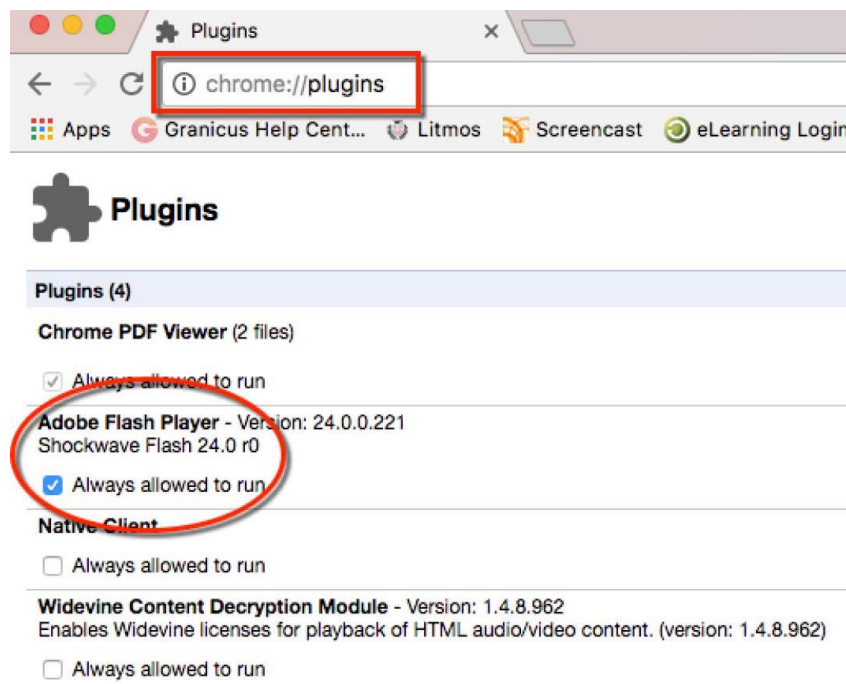 Plugins
chrome://plugins
Apps Granicus Help Cent... Litmos Screencast eLearning Login
Plugins
Plugins (4)
Chrome PDF Viewer (2 files)
Always allowed to run
Adobe Flash Player - Version: 24.0.0.221
Shockwave Flash 24.0 r0
Always allowed to run
Native Client
Always allowed to run
Widevine Content Decryption Module - Version: 1.4.8.962
Enables Widevine licenses for playback of HTML audio/video content. (version: 1.4.8.962)
Always allowed to run